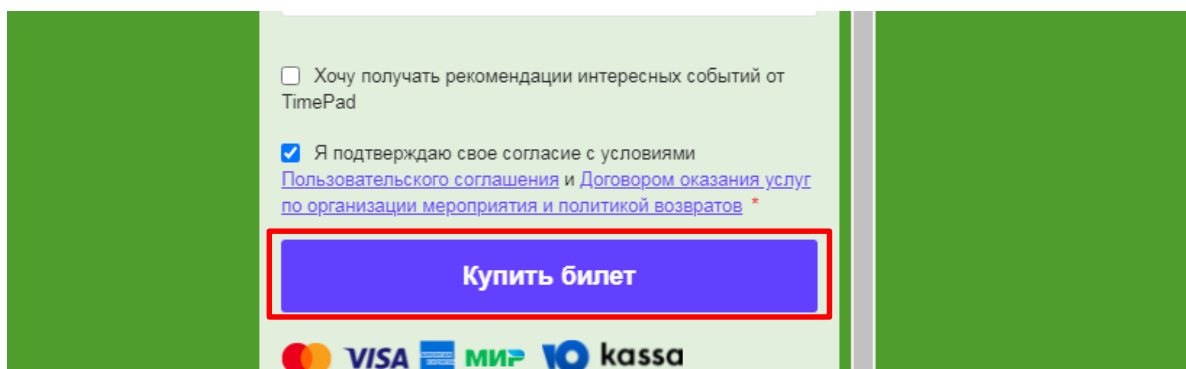 Хочу получать рекомендации интересных событий от
TimePad
Я подтверждаю свое согласие с условиями
Пользовательского соглашения и Договором оказания услуг
по организации мероприятия и политикой возвратов *
Купить билет
VISA МИР kassa